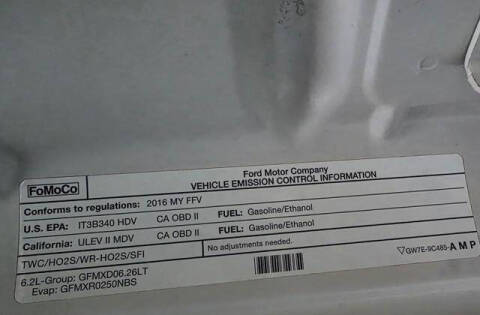 FoMoCo
Ford Motor Company
VEHICLE EMISSION CONTROL INFORMATION
Conforms to regulations: 2016 MY FFV
U.S. EPA: IT3B340 HDV CA OBD II FUEL: Gasoline/Ethanol
California: ULEV II MDV CA OBD II FUEL: Gasoline/Ethanol
TWC/HO2S/WR-HO2S/SFI No adjustments needed.
6.2L-Group: GFMXD06.26LT
Evap: GFMXR0250NBS
GW7E-9C485-AMP